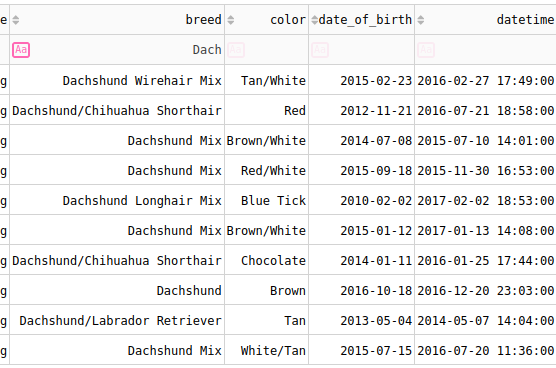 e breed color date_of_birth datetime
Aa Dach Aa Aa Aa
g Dachshund Wirehair Mix Tan/White 2015-02-23 2016-02-27 17:49:00
g Dachshund/Chihuahua Shorthair Red 2012-11-21 2016-07-21 18:58:00
g Dachshund Mix Brown/White 2014-07-08 2015-07-10 14:01:00
g Dachshund Mix Red/White 2015-09-18 2015-11-30 16:53:00
g Dachshund Longhair Mix Blue Tick 2010-02-02 2017-02-02 18:53:00
g Dachshund Mix Brown/White 2015-01-12 2017-01-13 14:08:00
g Dachshund/Chihuahua Shorthair Chocolate 2014-01-11 2016-01-25 17:44:00
g Dachshund Brown 2016-10-18 2016-12-20 23:03:00
g Dachshund/Labrador Retriever Tan 2013-05-04 2014-05-07 14:04:00
g Dachshund Mix White/Tan 2015-07-15 2016-07-20 11:36:00